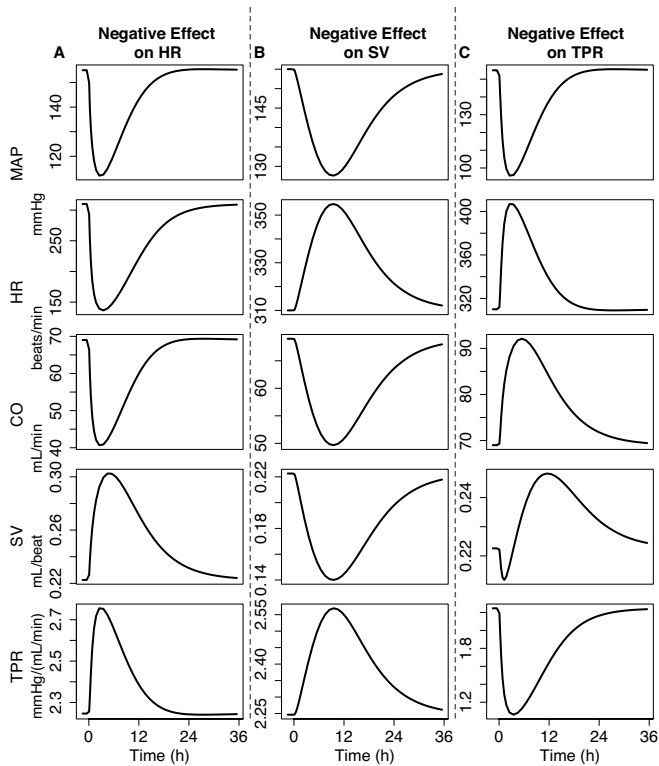 A
Negative Effect
on HR
B
Negative Effect
on SV
C
Negative Effect
on TPR
MAP
mmHg
120
140
130
145
100
130
HR
beats/min
150
250
310
330
350
320
360
400
CO
mL/min
40
50
60
70
50
60
70
80
90
SV
mL/beat
0.22
0.26
0.30
0.14
0.18
0.22
0.22
0.24
TPR
mmHg/(mL/min)
2.3
2.5
2.7
2.25
2.40
2.55
1.2
1.8
0 12 24 36
0 12 24 36
0 12 24 36
Time (h)
Time (h)
Time (h)